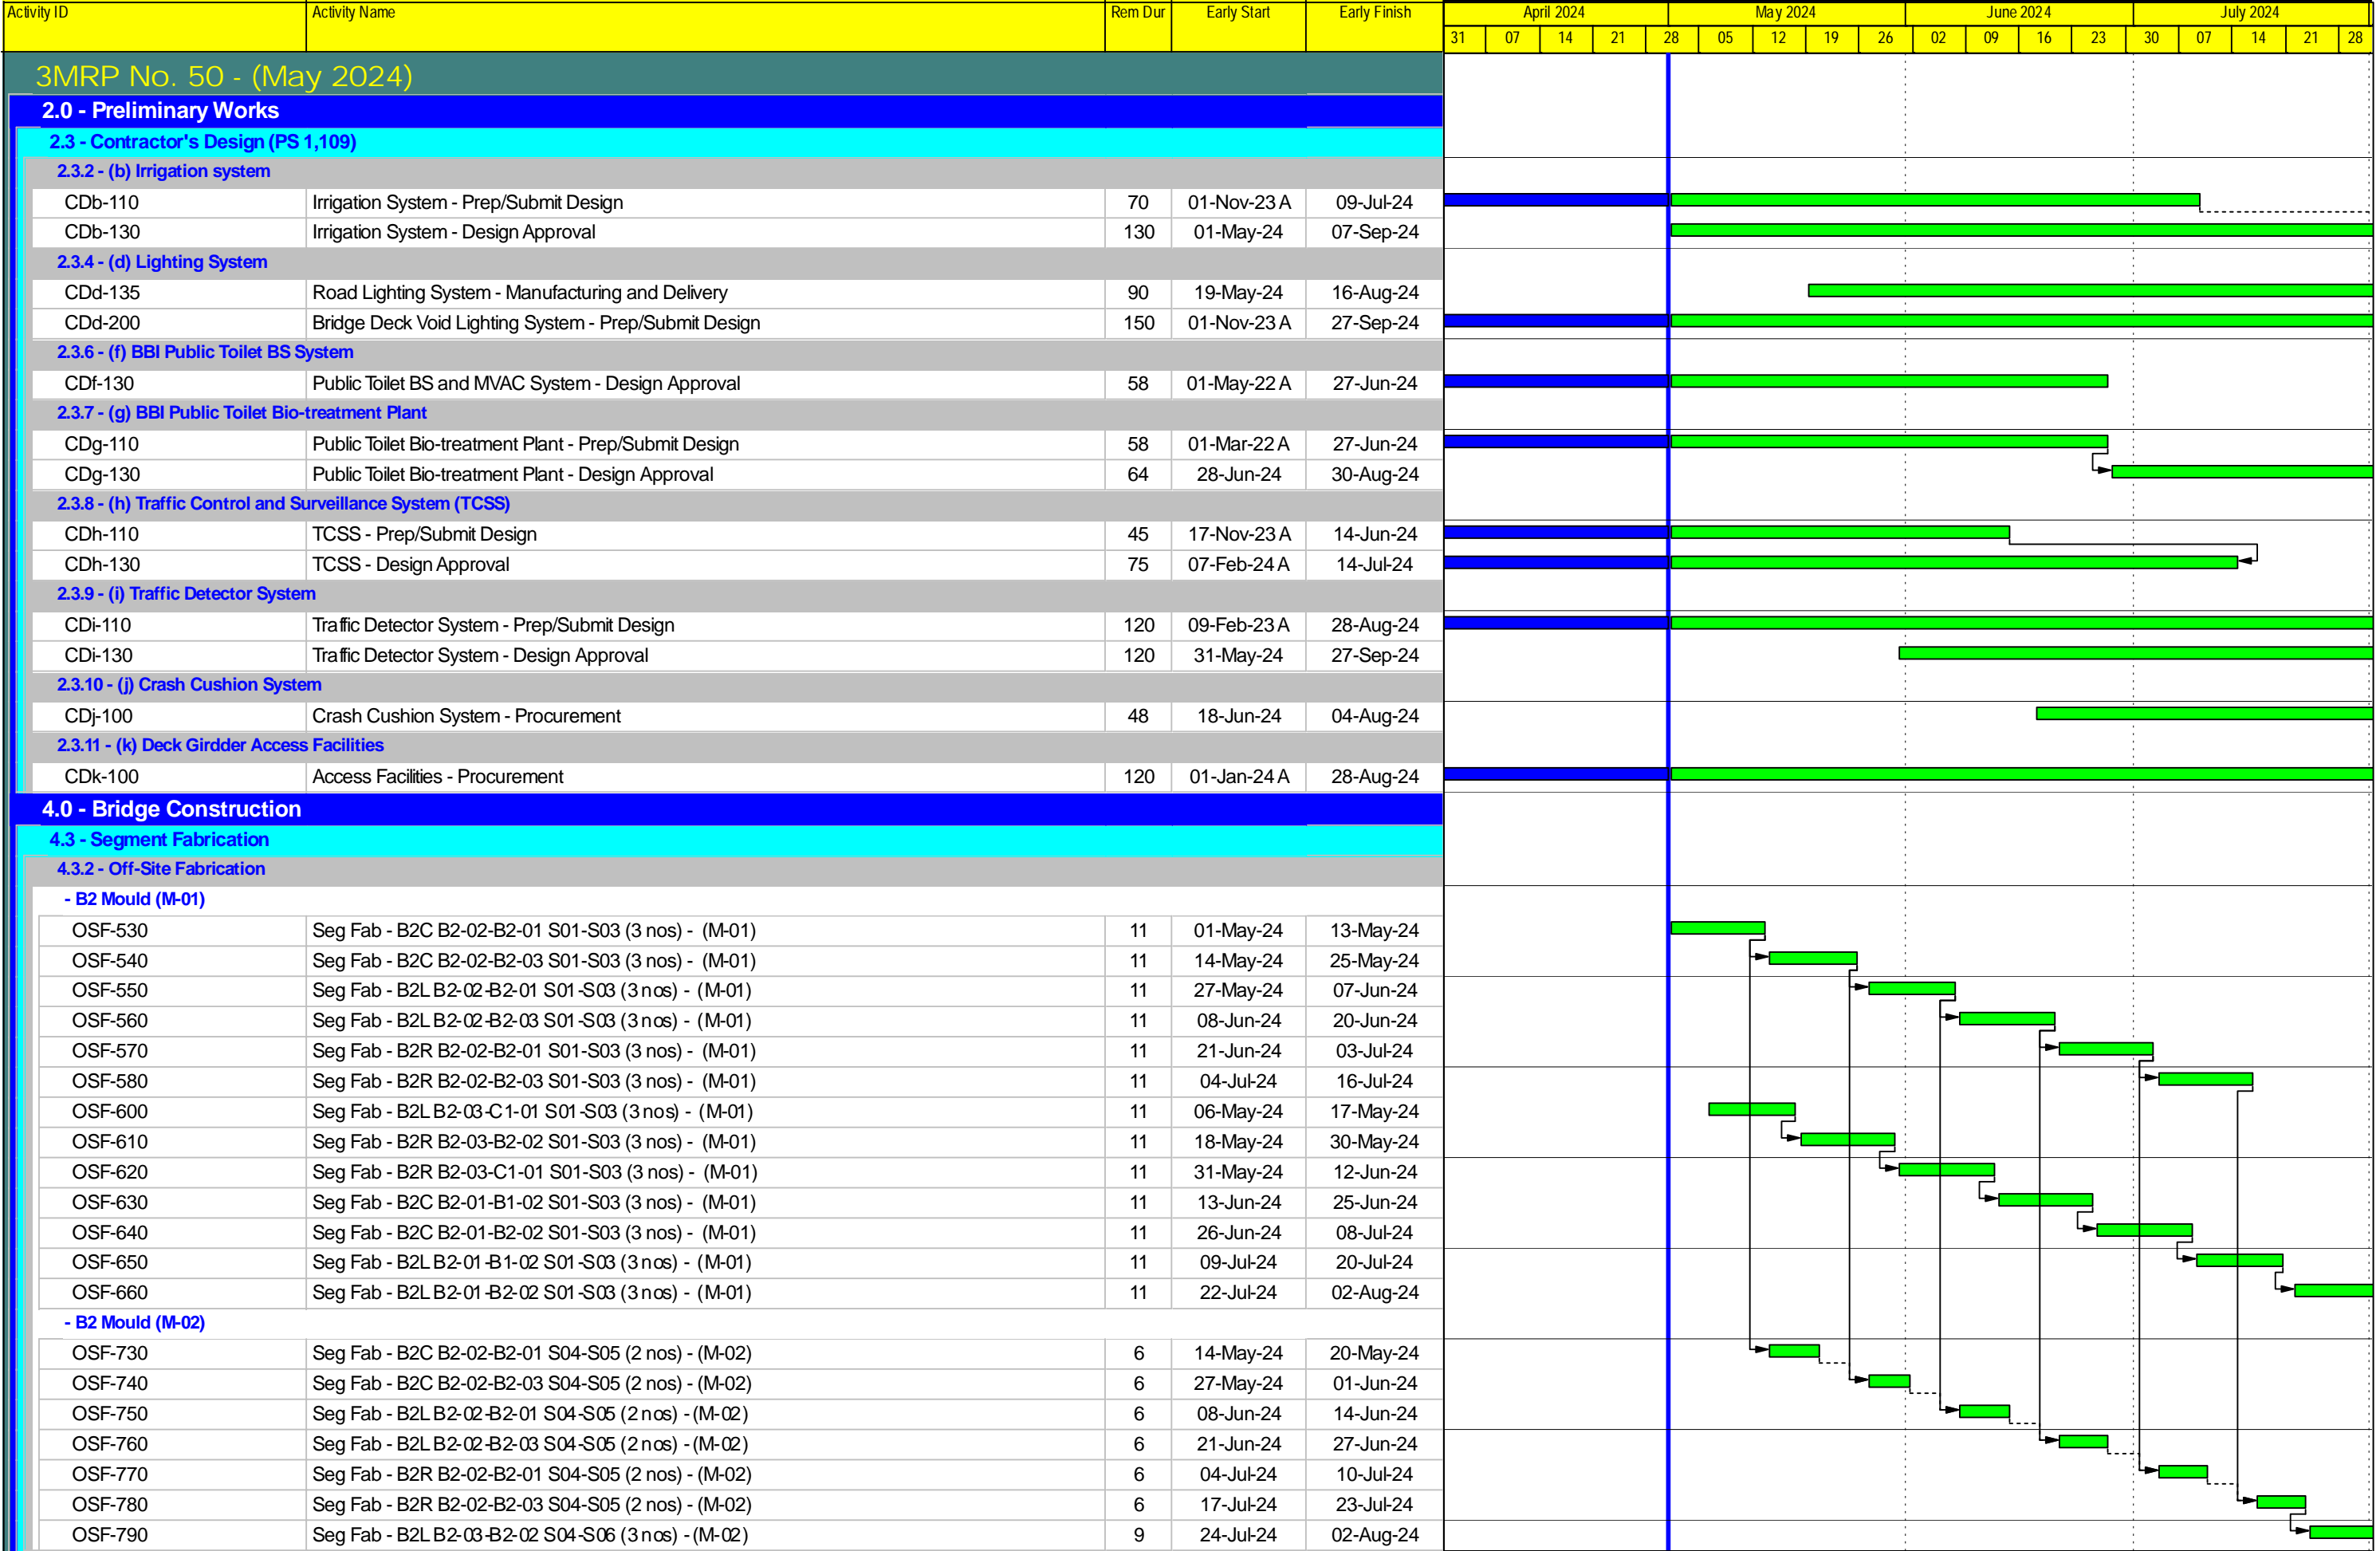 Activity ID Activity Name Rem Dur Early Start Early Finish April 2024 May 2024 June 2024 July 2024
31 07 14 21 28 05 12 19 26 02 09 16 23 30 07 14 21 28
3MRP No. 50 - (May 2024)
2.0 - Preliminary Works
2.3 - Contractor's Design (PS 1,109)
2.3.2 - (b) Irrigation system
CDb-110 Irrigation System - Prep/Submit Design 70 01-Nov-23 A 09-Jul-24
CDb-130 Irrigation System - Design Approval 130 01-May-24 07-Sep-24
2.3.4 - (d) Lighting System
CDd-135 Road Lighting System - Manufacturing and Delivery 90 19-May-24 16-Aug-24
CDd-200 Bridge Deck Void Lighting System - Prep/Submit Design 150 01-Nov-23 A 27-Sep-24
2.3.6 - (f) BBI Public Toilet BS System
CDf-130 Public Toilet BS and MVAC System - Design Approval 58 01-May-22 A 27-Jun-24
2.3.7 - (g) BBI Public Toilet Bio-treatment Plant
CDg-110 Public Toilet Bio-treatment Plant - Prep/Submit Design 58 01-Mar-22 A 27-Jun-24
CDg-130 Public Toilet Bio-treatment Plant - Design Approval 64 28-Jun-24 30-Aug-24
2.3.8 - (h) Traffic Control and Surveillance System (TCSS)
CDh-110 TCSS - Prep/Submit Design 45 17-Nov-23 A 14-Jun-24
CDh-130 TCSS - Design Approval 75 07-Feb-24 A 14-Jul-24
2.3.9 - (i) Traffic Detector System
CDi-110 Traffic Detector System - Prep/Submit Design 120 09-Feb-23 A 28-Aug-24
CDi-130 Traffic Detector System - Design Approval 120 31-May-24 27-Sep-24
2.3.10 - (j) Crash Cushion System
CDj-100 Crash Cushion System - Procurement 48 18-Jun-24 04-Aug-24
2.3.11 - (k) Deck Girdder Access Facilities
CDk-100 Access Facilities - Procurement 120 01-Jan-24 A 28-Aug-24
4.0 - Bridge Construction
4.3 - Segment Fabrication
4.3.2 - Off-Site Fabrication
- B2 Mould (M-01)
OSF-530 Seg Fab - B2C B2-02-B2-01 S01-S03 (3 nos) - (M-01) 11 01-May-24 13-May-24
OSF-540 Seg Fab - B2C B2-02-B2-03 S01-S03 (3 nos) - (M-01) 11 14-May-24 25-May-24
OSF-550 Seg Fab - B2L B2-02-B2-01 S01-S03 (3 nos) - (M-01) 11 27-May-24 07-Jun-24
OSF-560 Seg Fab - B2L B2-02-B2-03 S01-S03 (3 nos) - (M-01) 11 08-Jun-24 20-Jun-24
OSF-570 Seg Fab - B2R B2-02-B2-01 S01-S03 (3 nos) - (M-01) 11 21-Jun-24 03-Jul-24
OSF-580 Seg Fab - B2R B2-02-B2-03 S01-S03 (3 nos) - (M-01) 11 04-Jul-24 16-Jul-24
OSF-600 Seg Fab - B2L B2-03-C1-01 S01-S03 (3 nos) - (M-01) 11 06-May-24 17-May-24
OSF-610 Seg Fab - B2R B2-03-B2-02 S01-S03 (3 nos) - (M-01) 11 18-May-24 30-May-24
OSF-620 Seg Fab - B2R B2-03-C1-01 S01-S03 (3 nos) - (M-01) 11 31-May-24 12-Jun-24
OSF-630 Seg Fab - B2C B2-01-B1-02 S01-S03 (3 nos) - (M-01) 11 13-Jun-24 25-Jun-24
OSF-640 Seg Fab - B2C B2-01-B2-02 S01-S03 (3 nos) - (M-01) 11 26-Jun-24 08-Jul-24
OSF-650 Seg Fab - B2L B2-01-B1-02 S01-S03 (3 nos) - (M-01) 11 09-Jul-24 20-Jul-24
OSF-660 Seg Fab - B2L B2-01-B2-02 S01-S03 (3 nos) - (M-01) 11 22-Jul-24 02-Aug-24
- B2 Mould (M-02)
OSF-730 Seg Fab - B2C B2-02-B2-01 S04-S05 (2 nos) - (M-02) 6 14-May-24 20-May-24
OSF-740 Seg Fab - B2C B2-02-B2-03 S04-S05 (2 nos) - (M-02) 6 27-May-24 01-Jun-24
OSF-750 Seg Fab - B2L B2-02-B2-01 S04-S05 (2 nos) - (M-02) 6 08-Jun-24 14-Jun-24
OSF-760 Seg Fab - B2L B2-02-B2-03 S04-S05 (2 nos) - (M-02) 6 21-Jun-24 27-Jun-24
OSF-770 Seg Fab - B2R B2-02-B2-01 S04-S05 (2 nos) - (M-02) 6 04-Jul-24 10-Jul-24
OSF-780 Seg Fab - B2R B2-02-B2-03 S04-S05 (2 nos) - (M-02) 6 17-Jul-24 23-Jul-24
OSF-790 Seg Fab - B2L B2-03-B2-02 S04-S06 (3 nos) - (M-02) 9 24-Jul-24 02-Aug-24